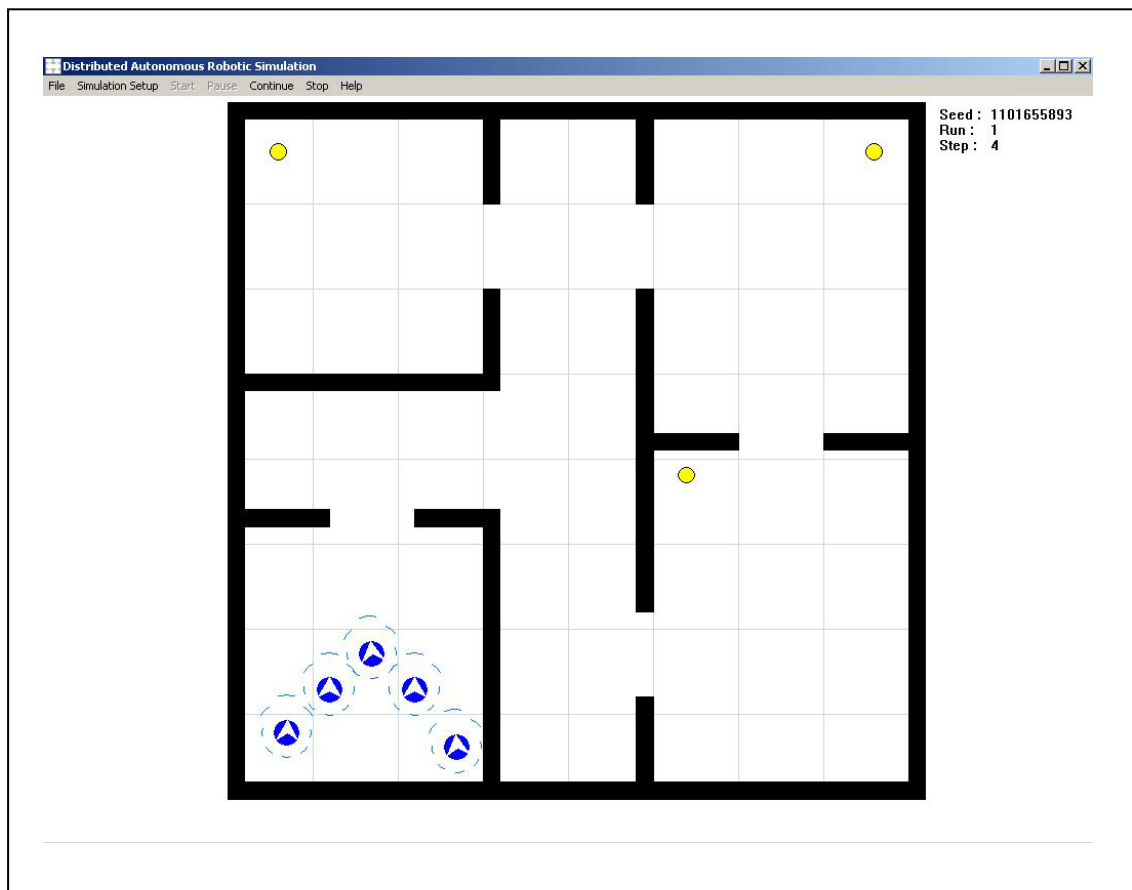 Distributed Autonomous Robotic Simulation
File Simulation Setup Start Pause Continue Stop Help
Seed : 1101655893
Run : 1
Step : 4